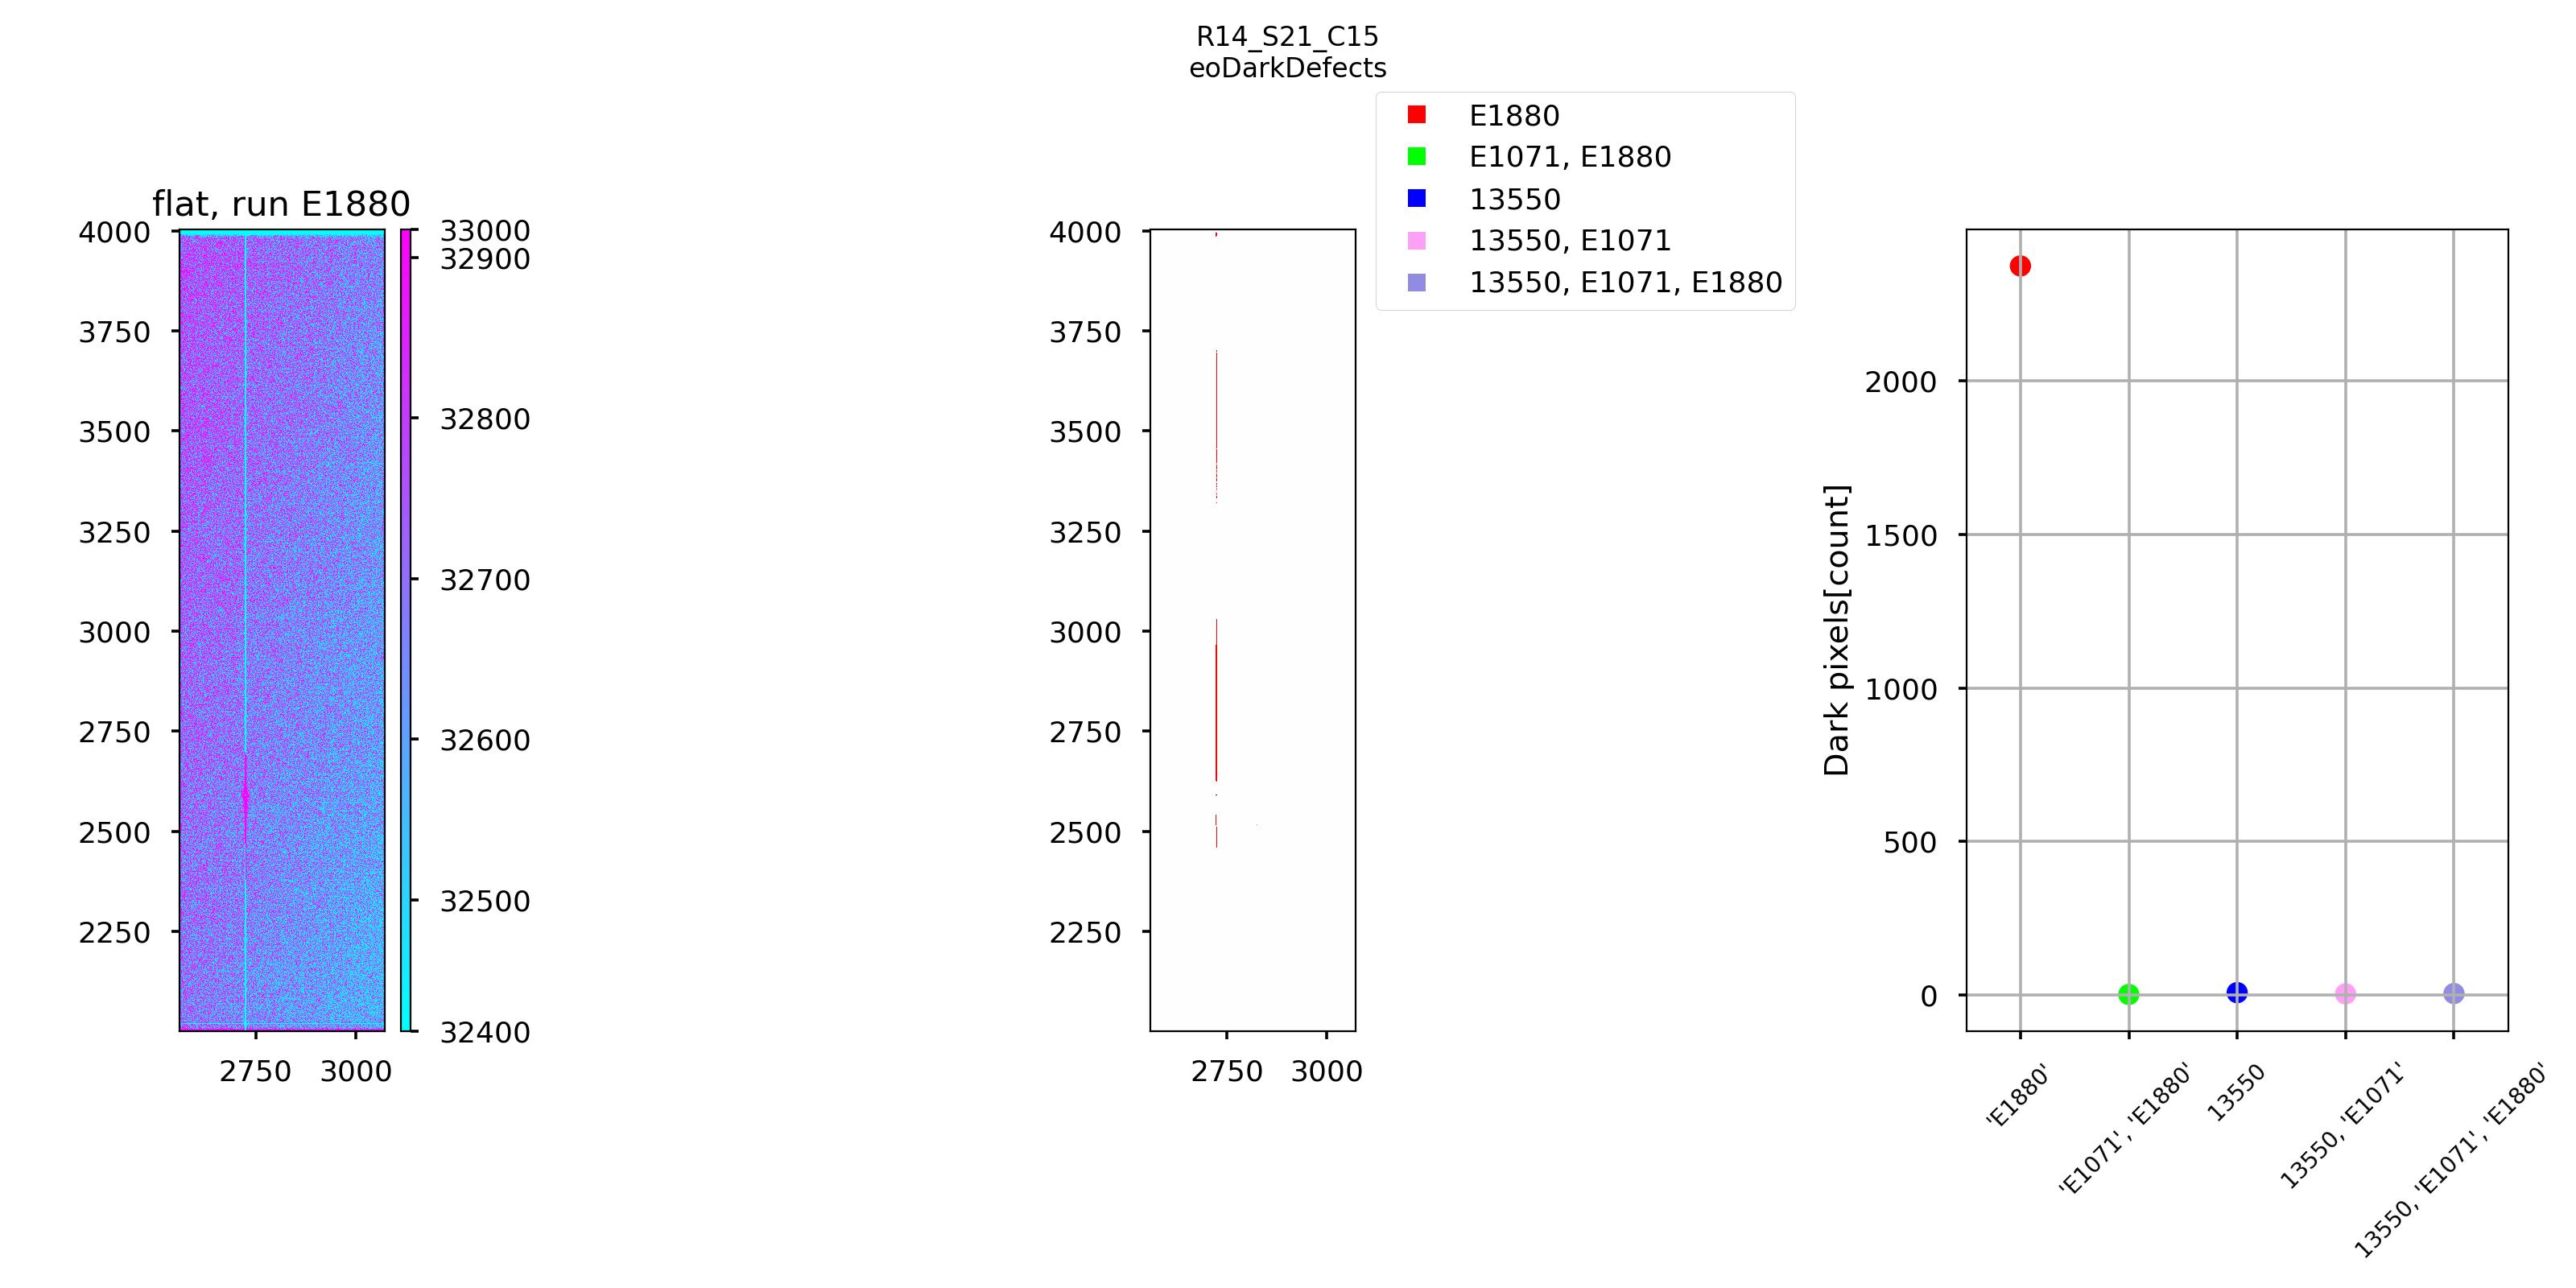 R14_S21_C15
eoDarkDefects
E1880
E1071, E1880
13550
13550, E1071
13550, E1071, E1880
flat, run E1880
4000
3750
3500
3250
3000
2750
2500
2250
2750 3000
33000
32900
32800
32700
32600
32500
32400
4000
3750
3500
3250
3000
2750
2500
2250
2750 3000
Dark pixels[count]
2000
1500
1000
500
0
'E1880'
'E1071', 'E1880'
13550
13550, 'E1071'
13550, 'E1071', 'E1880'